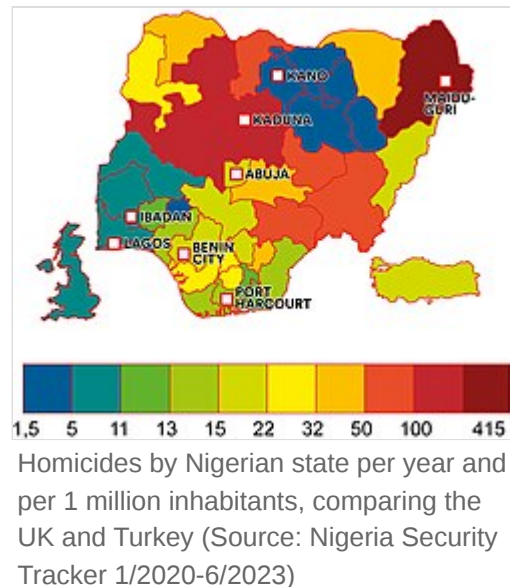 KANO
MAIDU-
GURI
KADUNA
ABUJA
IBADAN
LAGOS
BENIN
CITY
PORT
HARCOURT
1,5 5 11 13 15 22 32 50 100 415
Homicides by Nigerian state per year and
per 1 million inhabitants, comparing the
UK and Turkey (Source: Nigeria Security
Tracker 1/2020-6/2023)